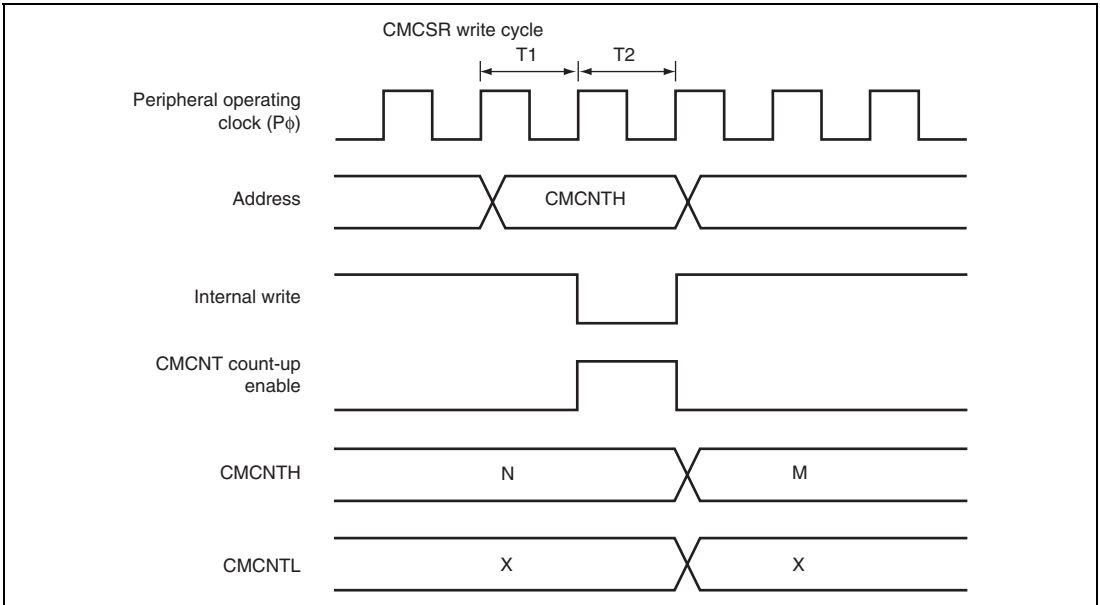 CMCSR write cycle
T1 T2
Peripheral operating
clock (Pϕ)
Address
CMCNTH
Internal write
CMCNT count-up
enable
CMCNTH
N M
CMCNTL
X X